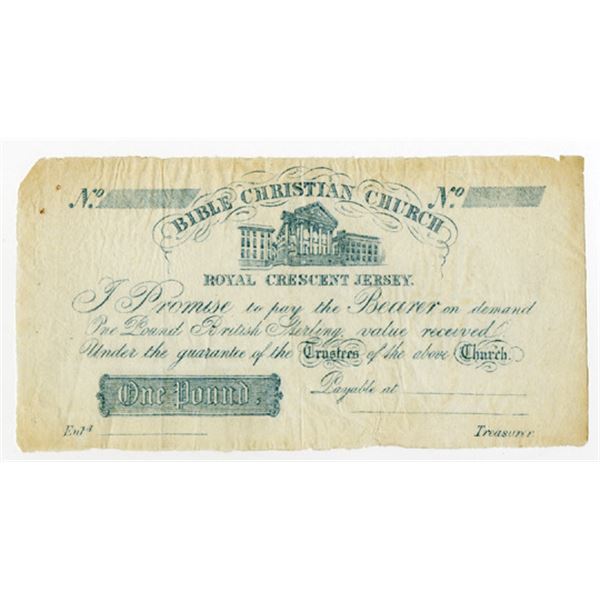 No. No.
BIBLE CHRISTIAN CHURCH
ROYAL CRESCENT JERSEY.
I Promise to pay the Bearer on demand
One Pound British Sterling, value received
Under the guarantee of the Trustees of the above Church.
One Pound, Payable at
Entd Treasurer